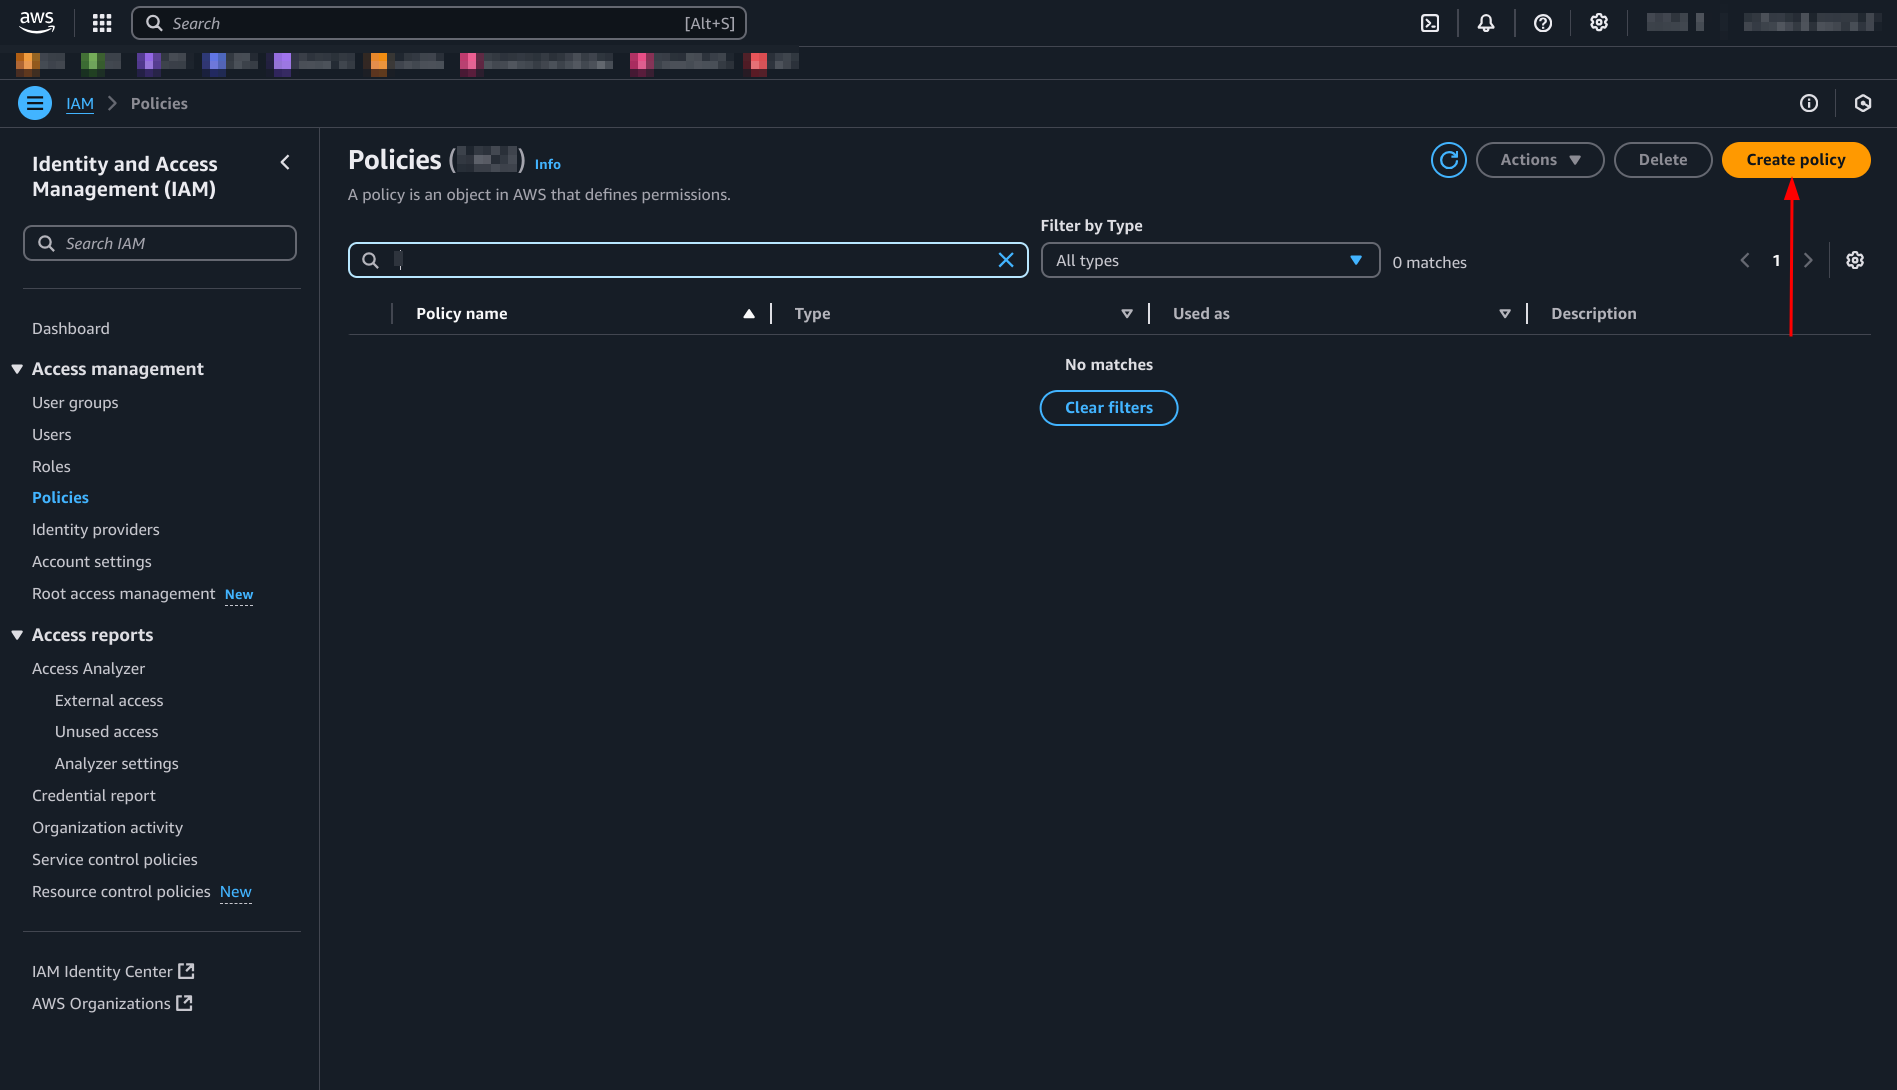 aws
Search [Alt+S]
IAM Policies
Identity and Access
Management (IAM)
Search IAM
Dashboard
Access management
User groups
Users
Roles
Policies
Identity providers
Account settings
Root access management New
Access reports
Access Analyzer
External access
Unused access
Analyzer settings
Credential report
Organization activity
Service control policies
Resource control policies New
IAM Identity Center
AWS Organizations
Policies ( ) Info
A policy is an object in AWS that defines permissions.
Actions
Delete
Create policy
Filter by Type
All types
0 matches
1
Policy name Type Used as Description
No matches
Clear filters